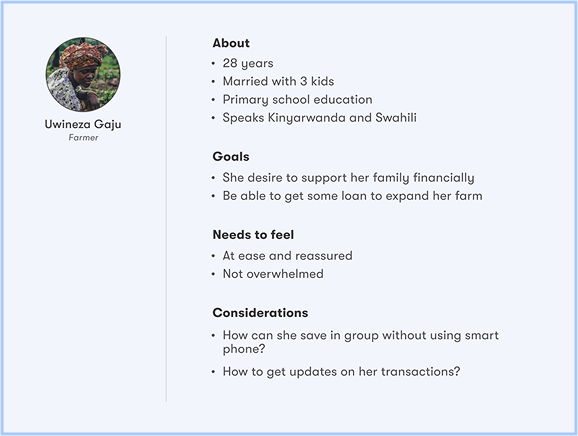 Uwineza Gaju
Farmer
About
• 28 years
• Married with 3 kids
• Primary school education
• Speaks Kinyarwanda and Swahili
Goals
• She desire to support her family financially
• Be able to get some loan to expand her farm
Needs to feel
• At ease and reassured
• Not overwhelmed
Considerations
• How can she save in group without using smart
phone?
• How to get updates on her transactions?